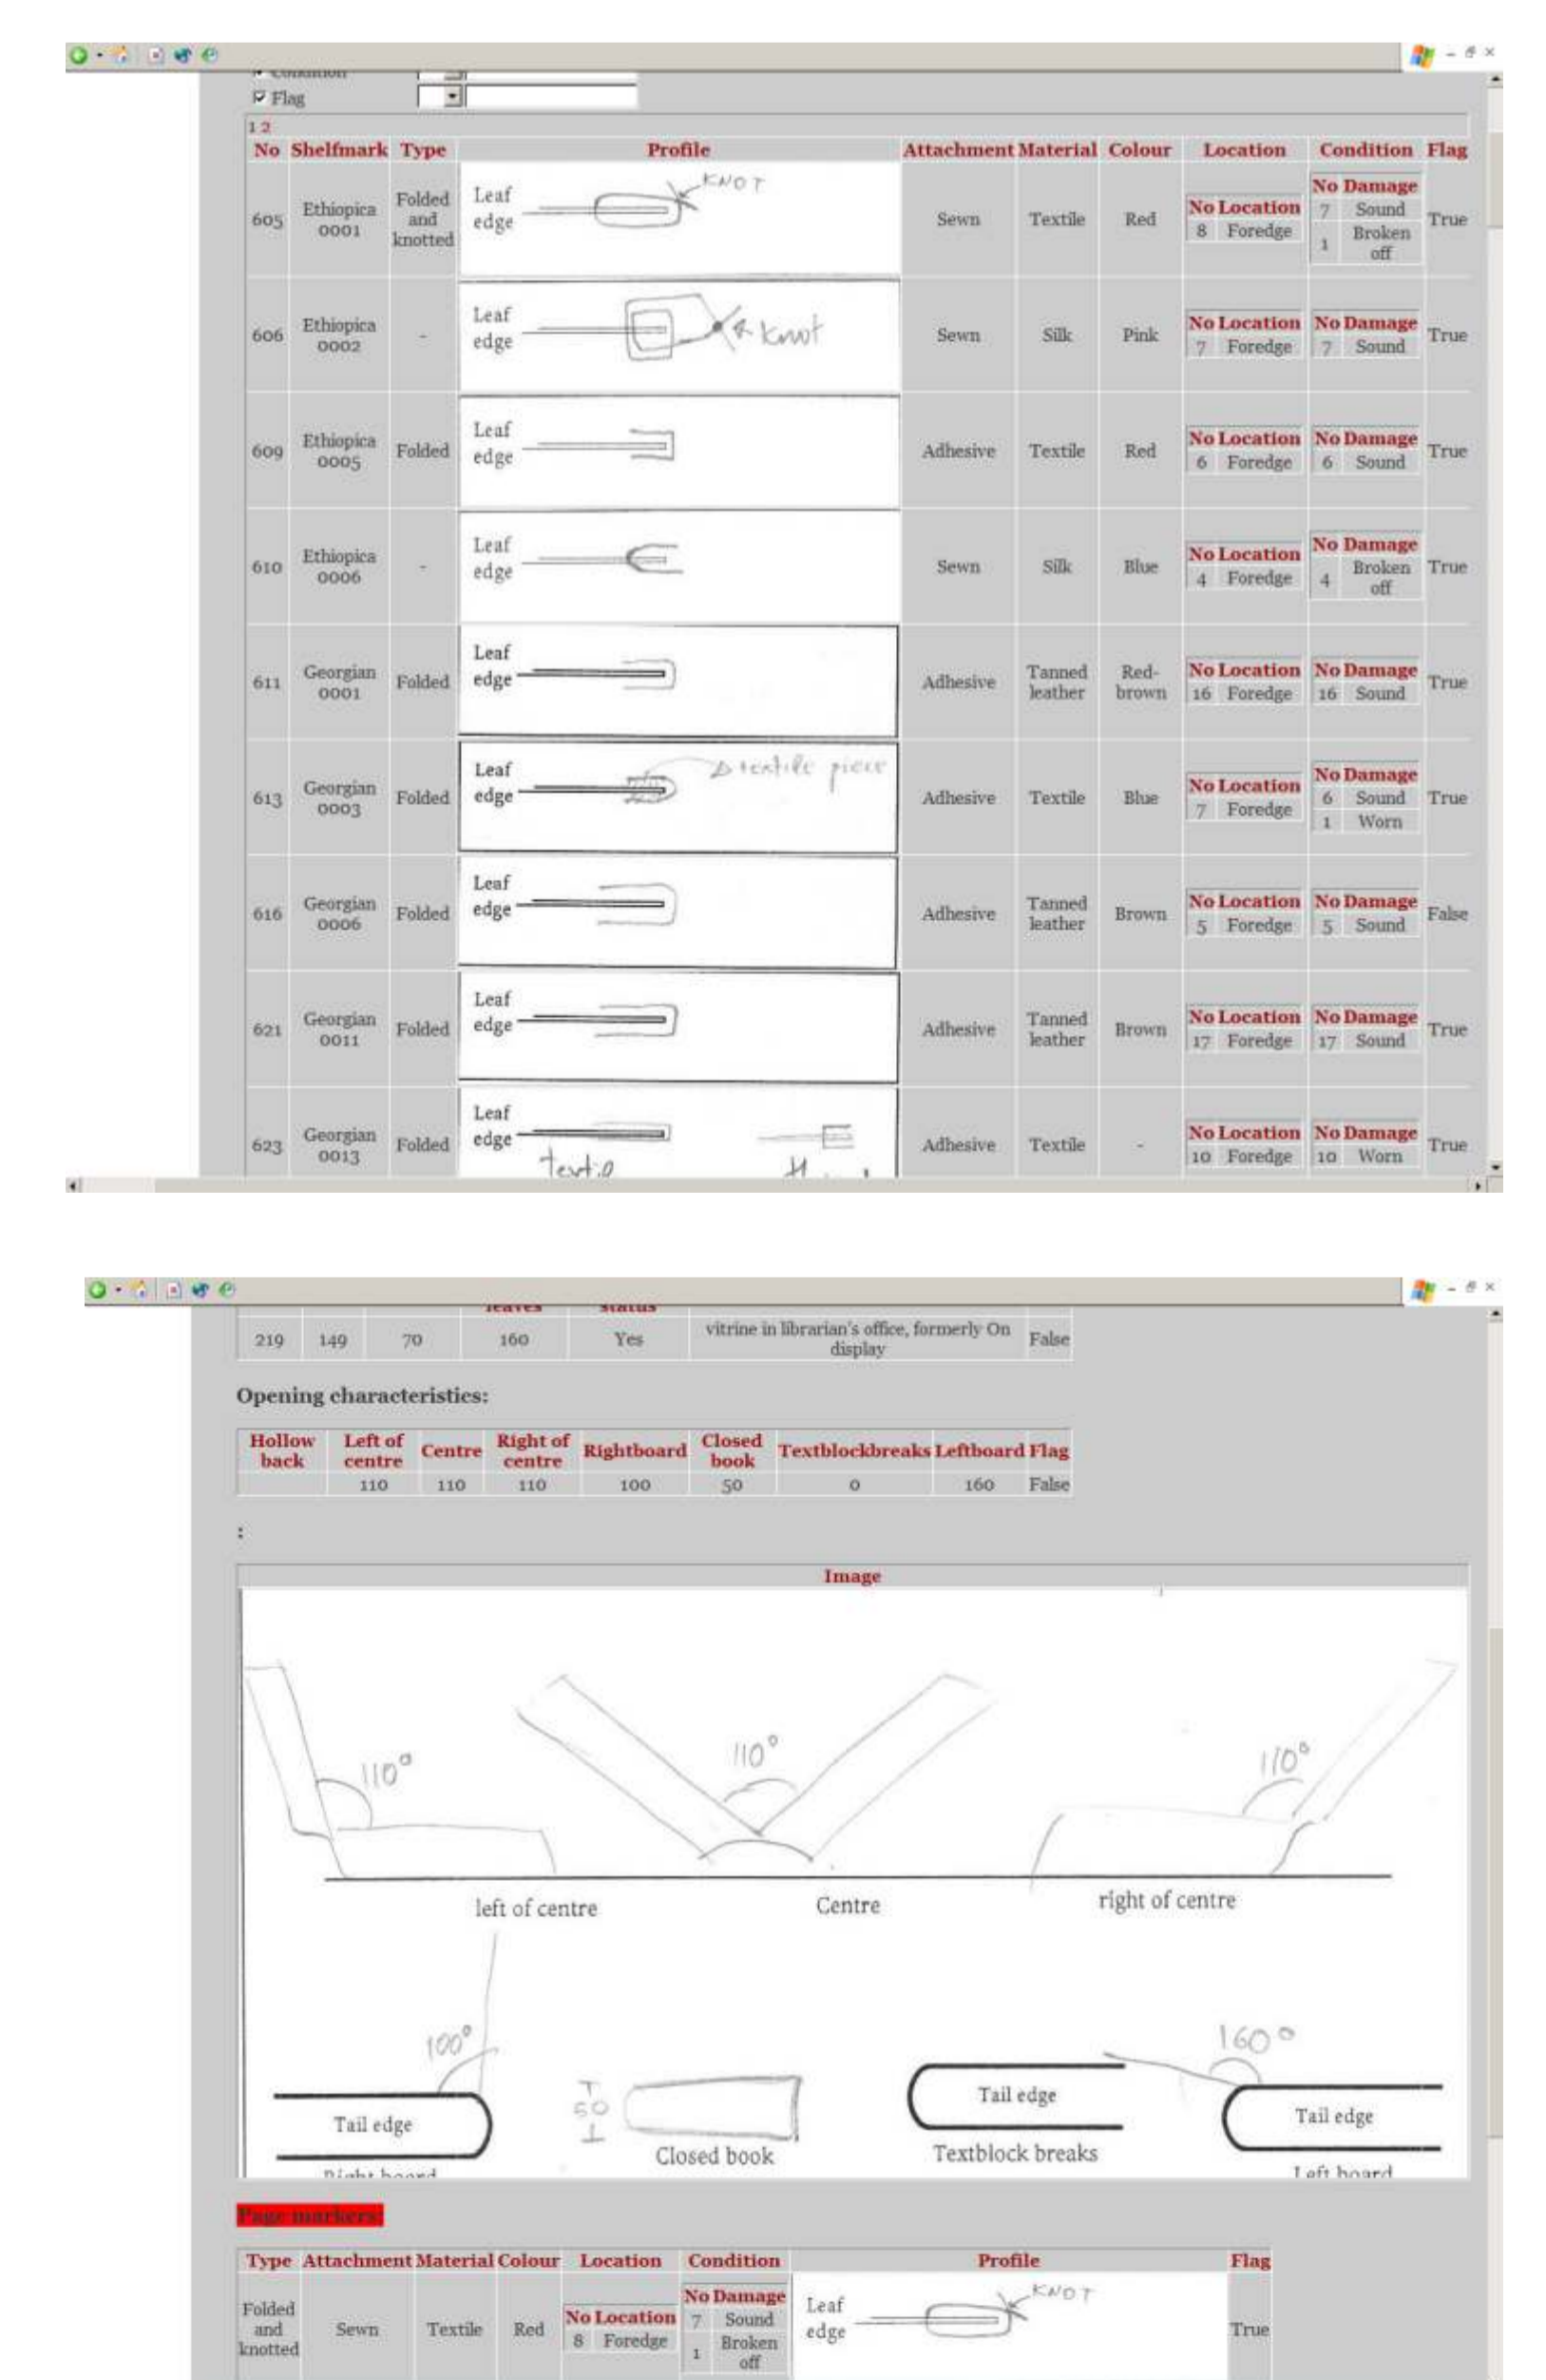 Flag
1 2
No Shelfmark Type Profile Attachment Material Colour Location Condition Flag
605 Ethiopica 0001 Folded and knotted Leaf edge KNOT Sewn Textile Red No Location 8 Foredge No Damage 7 Sound 1 Broken off True
606 Ethiopica 0002 - Leaf edge Knot Sewn Silk Pink No Location 7 Foredge No Damage 7 Sound True
609 Ethiopica 0005 Folded Leaf edge Adhesive Textile Red No Location 6 Foredge No Damage 6 Sound True
610 Ethiopica 0006 - Leaf edge Sewn Silk Blue No Location 4 Foredge No Damage 4 Broken off True
611 Georgian 0001 Folded Leaf edge Adhesive Tanned leather Red-brown No Location 16 Foredge No Damage 16 Sound True
613 Georgian 0003 Folded Leaf edge textile piece Adhesive Textile Blue No Location 7 Foredge No Damage 6 Sound 1 Worn True
616 Georgian 0006 Folded Leaf edge Adhesive Tanned leather Brown No Location 5 Foredge No Damage 5 Sound False
621 Georgian 0011 Folded Leaf edge Adhesive Tanned leather Brown No Location 17 Foredge No Damage 17 Sound True
623 Georgian 0013 Folded Leaf edge Adhesive Textile - No Location 10 Foredge No Damage 10 Worn True
leaves status
219 149 70 160 Yes vitrine in librarian's office, formerly On display False
Opening characteristics:
Hollow back Left of centre Centre Right of centre Rightboard Closed book Textblockbreaks Leftboard Flag
110 110 110 100 50 0 160 False
:
Image
110° 110° 110°
left of centre Centre right of centre
100° 50 160°
Tail edge Tail edge Tail edge
Right board Closed book Textblock breaks Left board
Page markers:
Type Attachment Material Colour Location Condition Profile Flag
Folded and knotted Sewn Textile Red No Location 8 Foredge No Damage 7 Sound 1 Broken off Leaf edge KNOT True